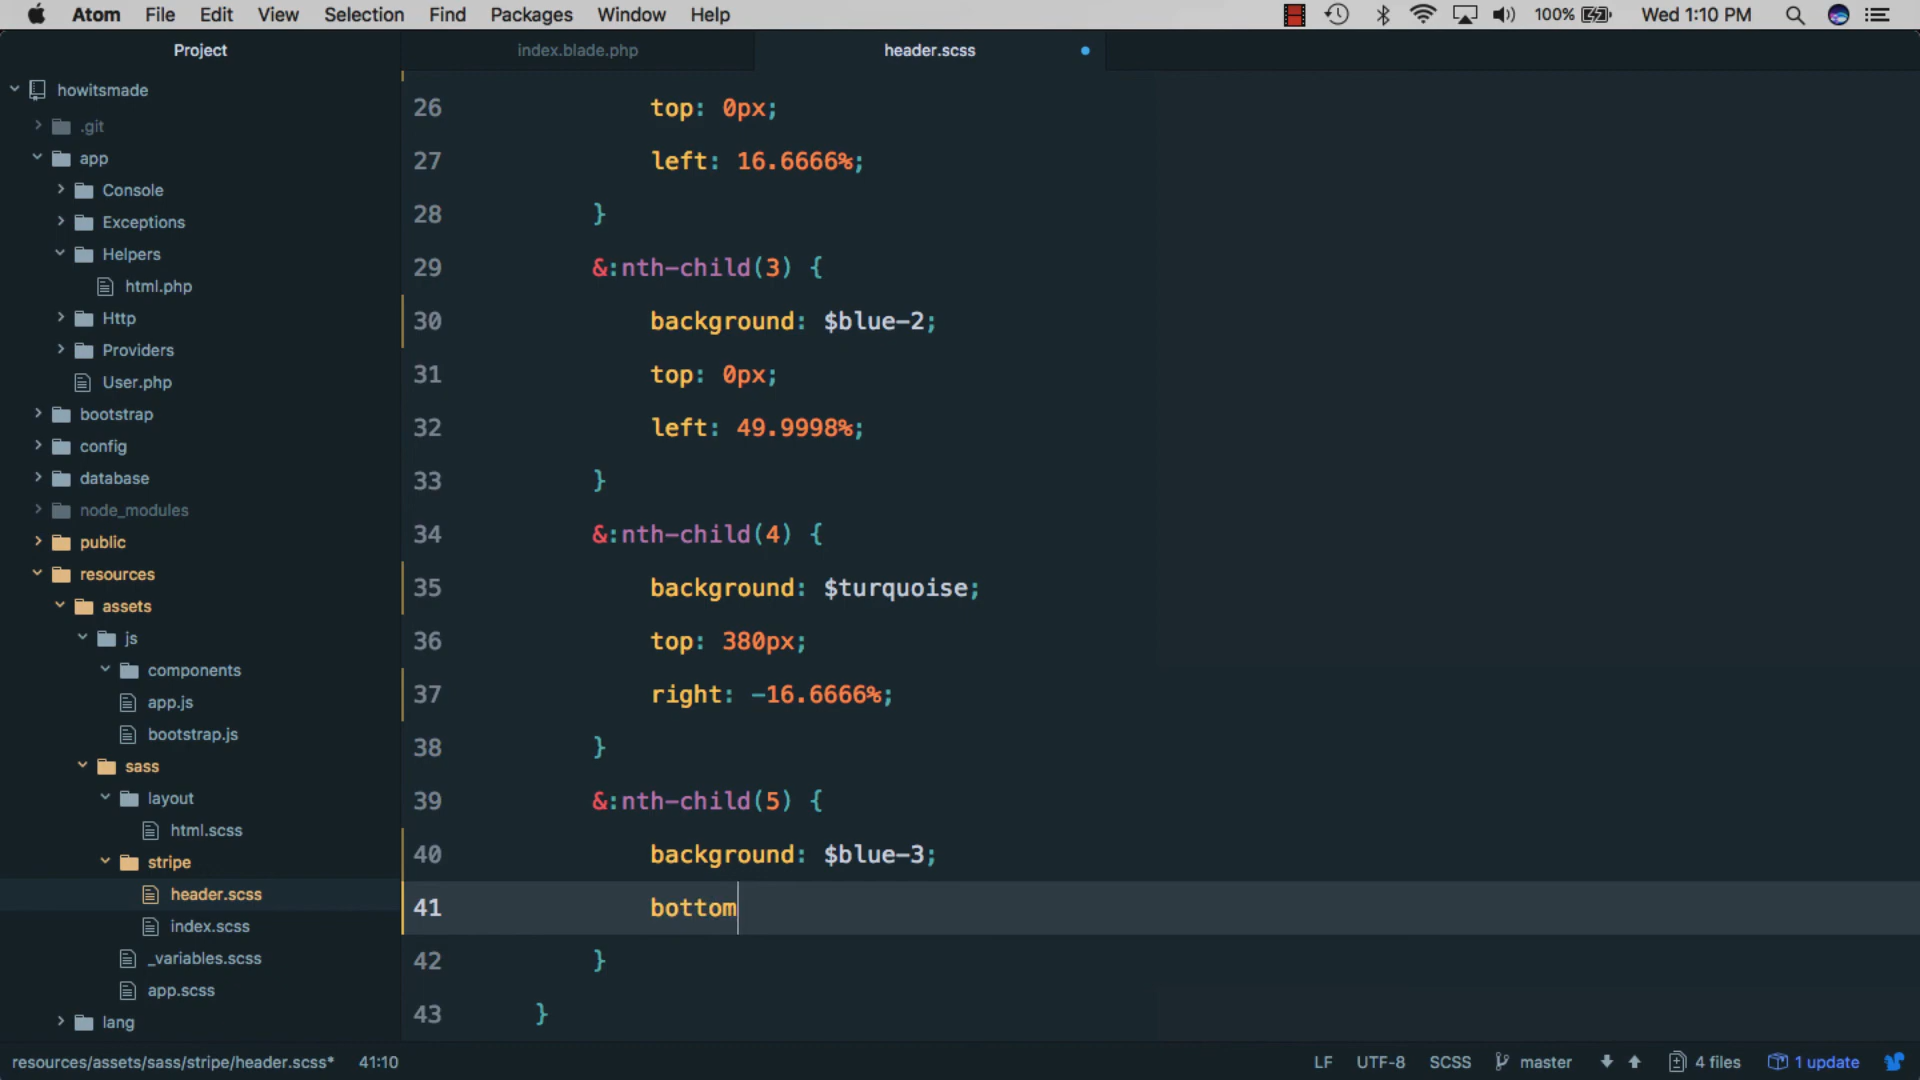 Atom File Edit View Selection Find Packages Window Help 100% Wed 1:10 PM
Project index.blade.php header.scss
howitsmade
.git
app
Console
Exceptions
Helpers
html.php
Http
Providers
User.php
bootstrap
config
database
node_modules
public
resources
assets
js
components
app.js
bootstrap.js
sass
layout
html.scss
stripe
header.scss
index.scss
_variables.scss
app.scss
lang
26 top: 0px;
27 left: 16.6666%;
28 }
29 &:nth-child(3) {
30 background: $blue-2;
31 top: 0px;
32 left: 49.9998%;
33 }
34 &:nth-child(4) {
35 background: $turquoise;
36 top: 380px;
37 right: -16.6666%;
38 }
39 &:nth-child(5) {
40 background: $blue-3;
41 bottom
42 }
43 }
resources/assets/sass/stripe/header.scss* 41:10 LF UTF-8 SCSS master 4 files 1 update